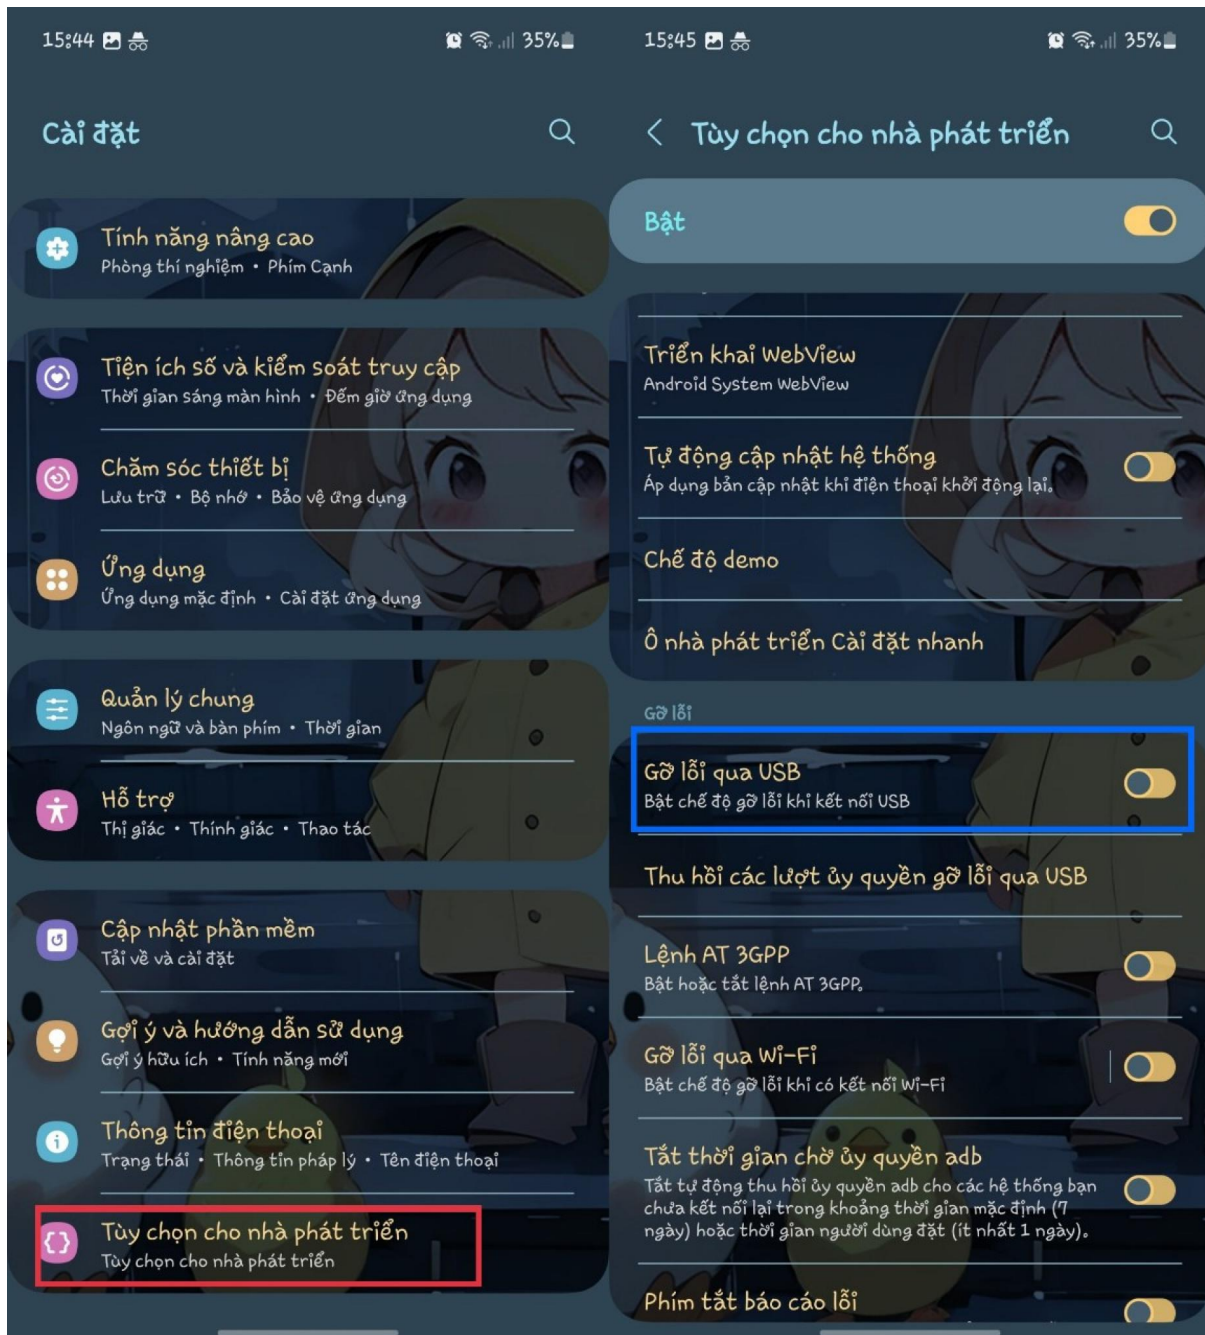 15:44
35%
Cài đặt
Tính năng nâng cao
Phòng thí nghiệm • Phím Cạnh
Tiện ích số và kiểm soát truy cập
Thời gian sáng màn hình • Đếm giờ ứng dụng
Chăm sóc thiết bị
Lưu trữ • Bộ nhớ • Bảo vệ ứng dụng
Ứng dụng
Ứng dụng mặc định • Cài đặt ứng dụng
Quản lý chung
Ngôn ngữ và bàn phím • Thời gian
Hỗ trợ
Thị giác • Thính giác • Thao tác
Cập nhật phần mềm
Tải về và cài đặt
Gợi ý và hướng dẫn sử dụng
Gợi ý hữu ích • Tính năng mới
Thông tin điện thoại
Trạng thái • Thông tin pháp lý • Tên điện thoại
Tùy chọn cho nhà phát triển
Tùy chọn cho nhà phát triển
15:45
35%
Tùy chọn cho nhà phát triển
Bật
Triển khai WebView
Android System WebView
Tự động cập nhật hệ thống
Áp dụng bản cập nhật khi điện thoại khởi động lại.
Chế độ demo
Ô nhà phát triển Cài đặt nhanh
Gỡ lỗi
Gỡ lỗi qua USB
Bật chế độ gỡ lỗi khi kết nối USB
Thu hồi các lượt ủy quyền gỡ lỗi qua USB
Lệnh AT 3GPP
Bật hoặc tắt lệnh AT 3GPP.
Gỡ lỗi qua Wi-Fi
Bật chế độ gỡ lỗi khi có kết nối Wi-Fi
Tắt thời gian chờ ủy quyền adb
Tắt tự động thu hồi ủy quyền adb cho các hệ thống bạn
chưa kết nối lại trong khoảng thời gian mặc định (7
ngày) hoặc thời gian người dùng đặt (ít nhất 1 ngày).
Phím tắt báo cáo lỗi